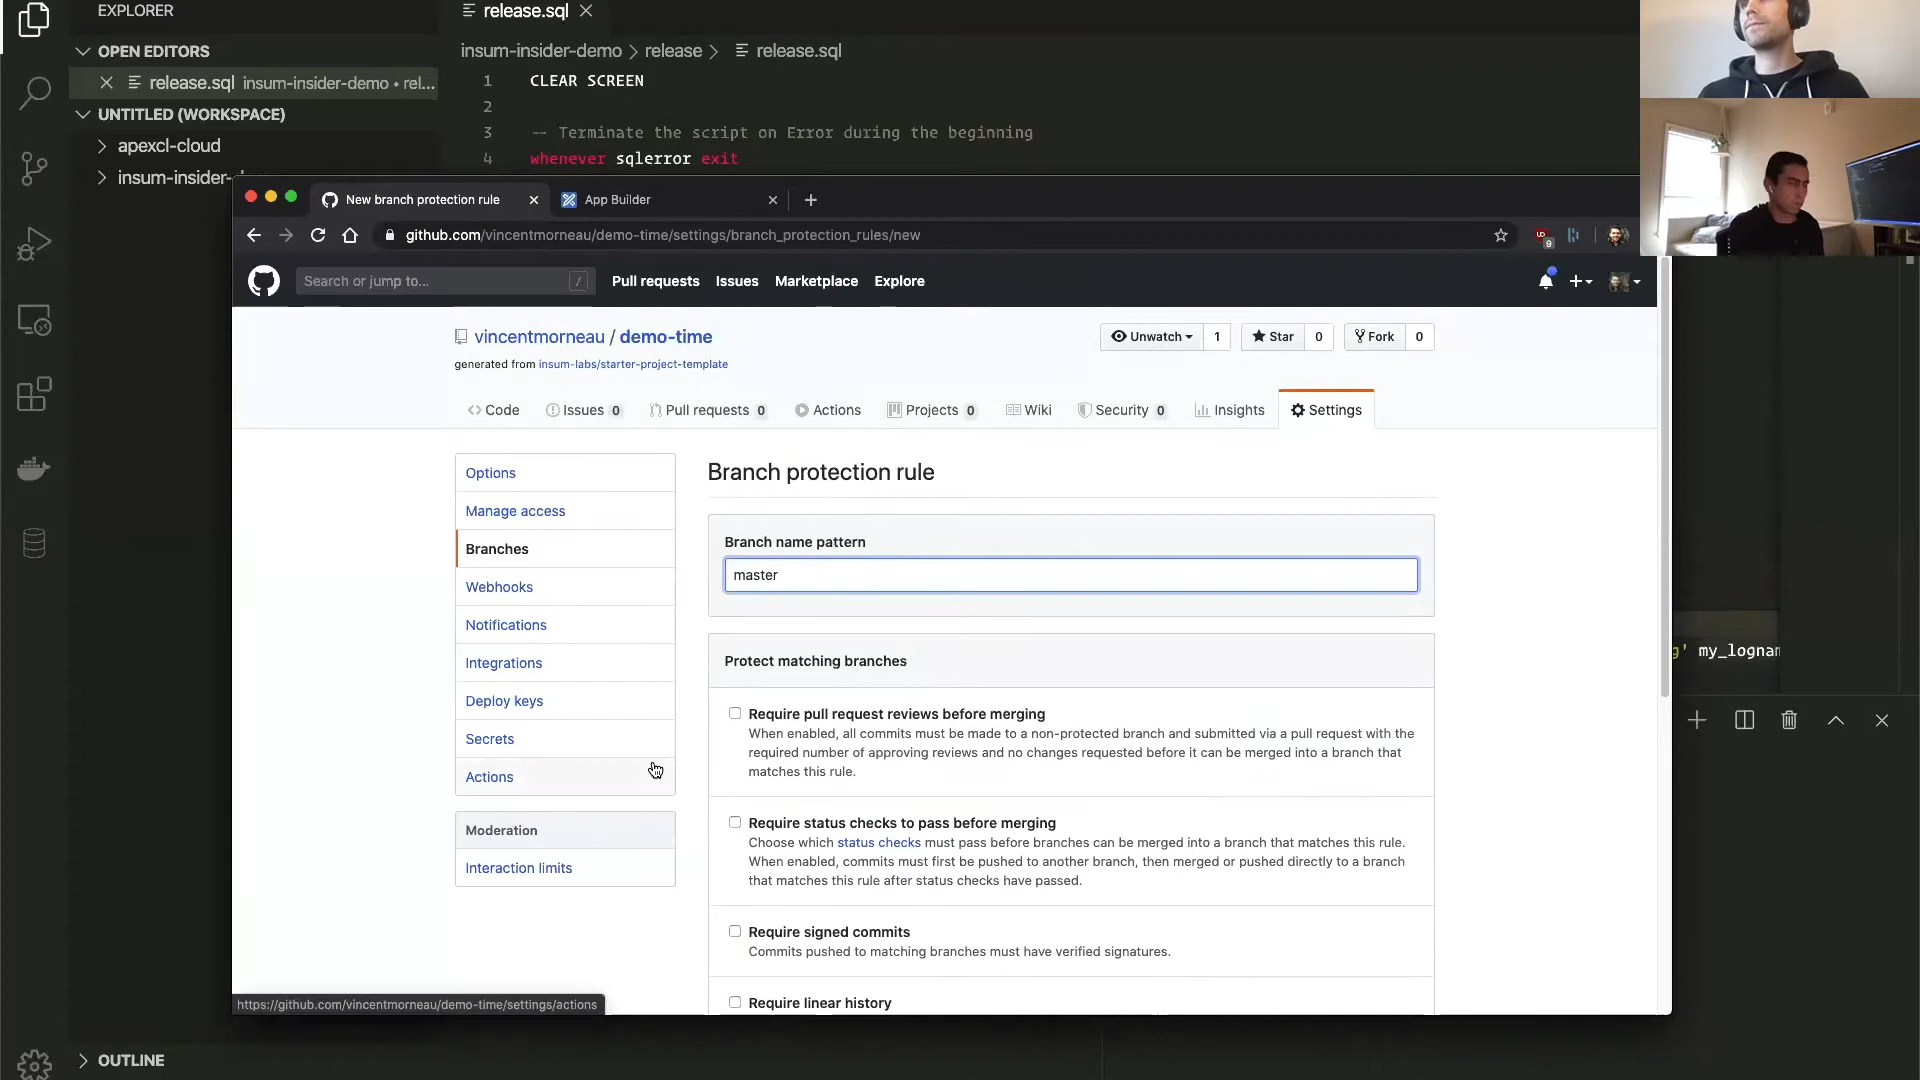 EXPLORER
OPEN EDITORS
release.sql insum-insider-demo • rel...
UNTITLED (WORKSPACE)
apexcl-cloud
insum-insider-
OUTLINE
release.sql
insum-insider-demo > release > release.sql
1 CLEAR SCREEN
2
3 -- Terminate the script on Error during the beginning
4 whenever sqlerror exit
New branch protection rule
App Builder
github.com/vincentmorneau/demo-time/settings/branch_protection_rules/new
9
Search or jump to... /
Pull requests Issues Marketplace Explore
vincentmorneau / demo-time
generated from insum-labs/starter-project-template
Unwatch 1 Star 0 Fork 0
Code Issues 0 Pull requests 0 Actions Projects 0 Wiki Security 0 Insights Settings
Options
Manage access
Branches
Webhooks
Notifications
Integrations
Deploy keys
Secrets
Actions
Moderation
Interaction limits
Branch protection rule
Branch name pattern
master
Protect matching branches
Require pull request reviews before merging
When enabled, all commits must be made to a non-protected branch and submitted via a pull request with the
required number of approving reviews and no changes requested before it can be merged into a branch that
matches this rule.
Require status checks to pass before merging
Choose which status checks must pass before branches can be merged into a branch that matches this rule.
When enabled, commits must first be pushed to another branch, then merged or pushed directly to a branch
that matches this rule after status checks have passed.
Require signed commits
Commits pushed to matching branches must have verified signatures.
Require linear history
https://github.com/vincentmorneau/demo-time/settings/actions
g' my_lognam